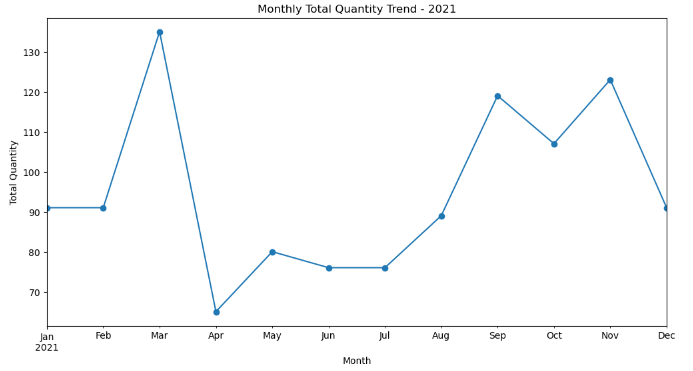 Monthly Total Quantity Trend - 2021
130
120
110
100
90
80
70
Total Quantity
Jan Feb Mar Apr May Jun Jul Aug Sep Oct Nov Dec
2021
Month